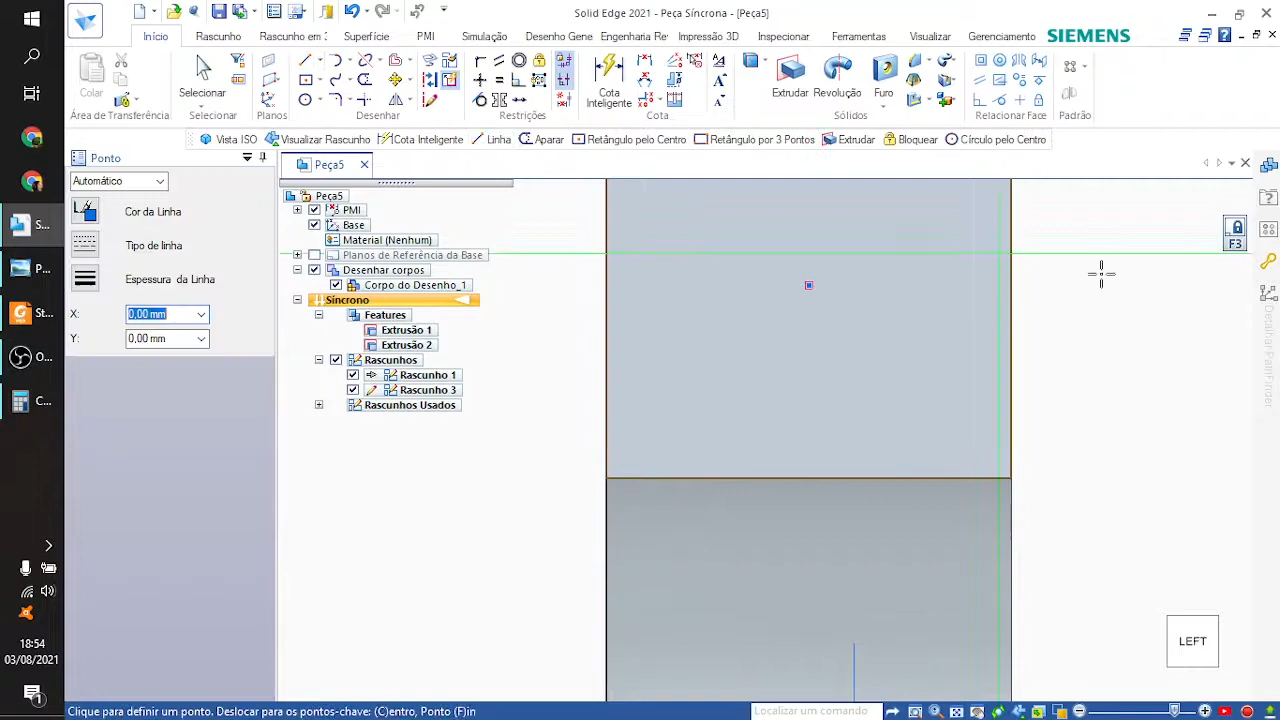 Solid Edge 2021 - Peça Síncrona - [Peça5]
Início
Rascunho
Rascunho em :
Superfície
PMI
Simulação
Desenho Gene
Engenharia Re
Impressão 3D
Inspecionar
Ferramentas
Visualizar
Gerenciamento
SIEMENS
Colar
Selecionar
Cota
Inteligente
Extrudar
Revolução
Furo
Área de Transferência
Selecionar
Planos
Desenhar
Restrições
Cota
Sólidos
Relacionar Face
Padrão
Vista ISO
Visualizar Rascunho
Cota Inteligente
Linha
Aparar
Retângulo pelo Centro
Retângulo por 3 Pontos
Extrudar
Bloquear
Círculo pelo Centro
Ponto
Automático
Cor da Linha
Tipo de linha
Espessura da Linha
X: 0,00 mm
Y: 0,00 mm
Peça5
Peça5
PMI
Base
Material (Nenhum)
Planos de Referência da Base
Desenhar corpos
Corpo do Desenho_1
Síncrono
Features
Extrusão 1
Extrusão 2
Rascunhos
Rascunho 1
Rascunho 3
Rascunhos Usados
F3
Detalhar PathFinder
LEFT
S...
P...
St...
O...
C...
18:54
03/08/2021
Clique para definir um ponto. Deslocar para os pontos-chave: (C)entro, Ponto (F)in
Localizar um comando